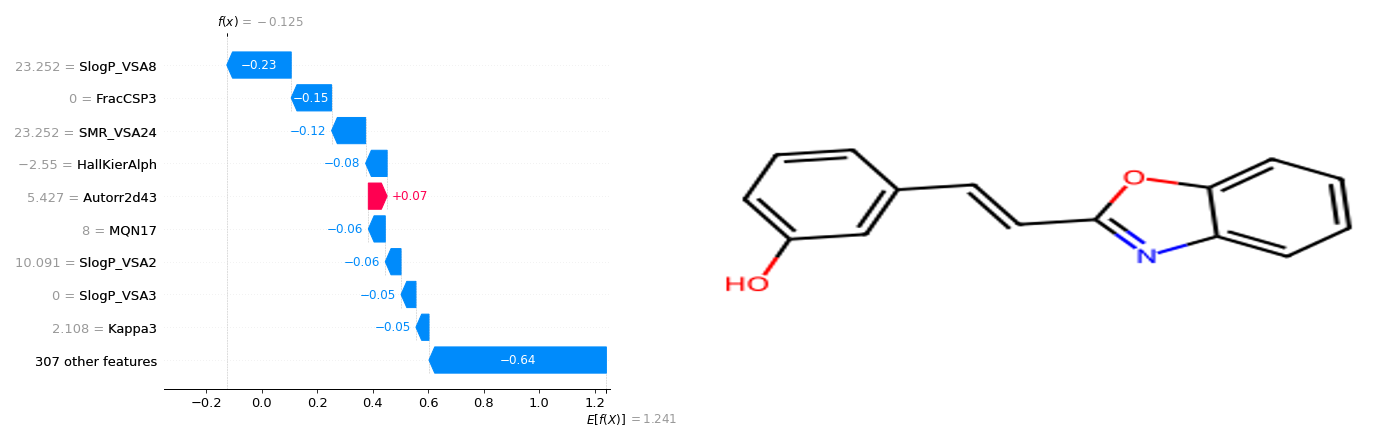 f(x) = −0.125
23.252 = SlogP_VSA8
−0.23
0 = FracCSP3
−0.15
23.252 = SMR_VSA24
−0.12
−2.55 = HallKierAlph
−0.08
5.427 = Autorr2d43
+0.07
8 = MQN17
−0.06
10.091 = SlogP_VSA2
−0.06
0 = SlogP_VSA3
−0.05
2.108 = Kappa3
−0.05
307 other features
−0.64
−0.2 0.0 0.2 0.4 0.6 0.8 1.0 1.2
E[f(X)] = 1.241
O
N
HO